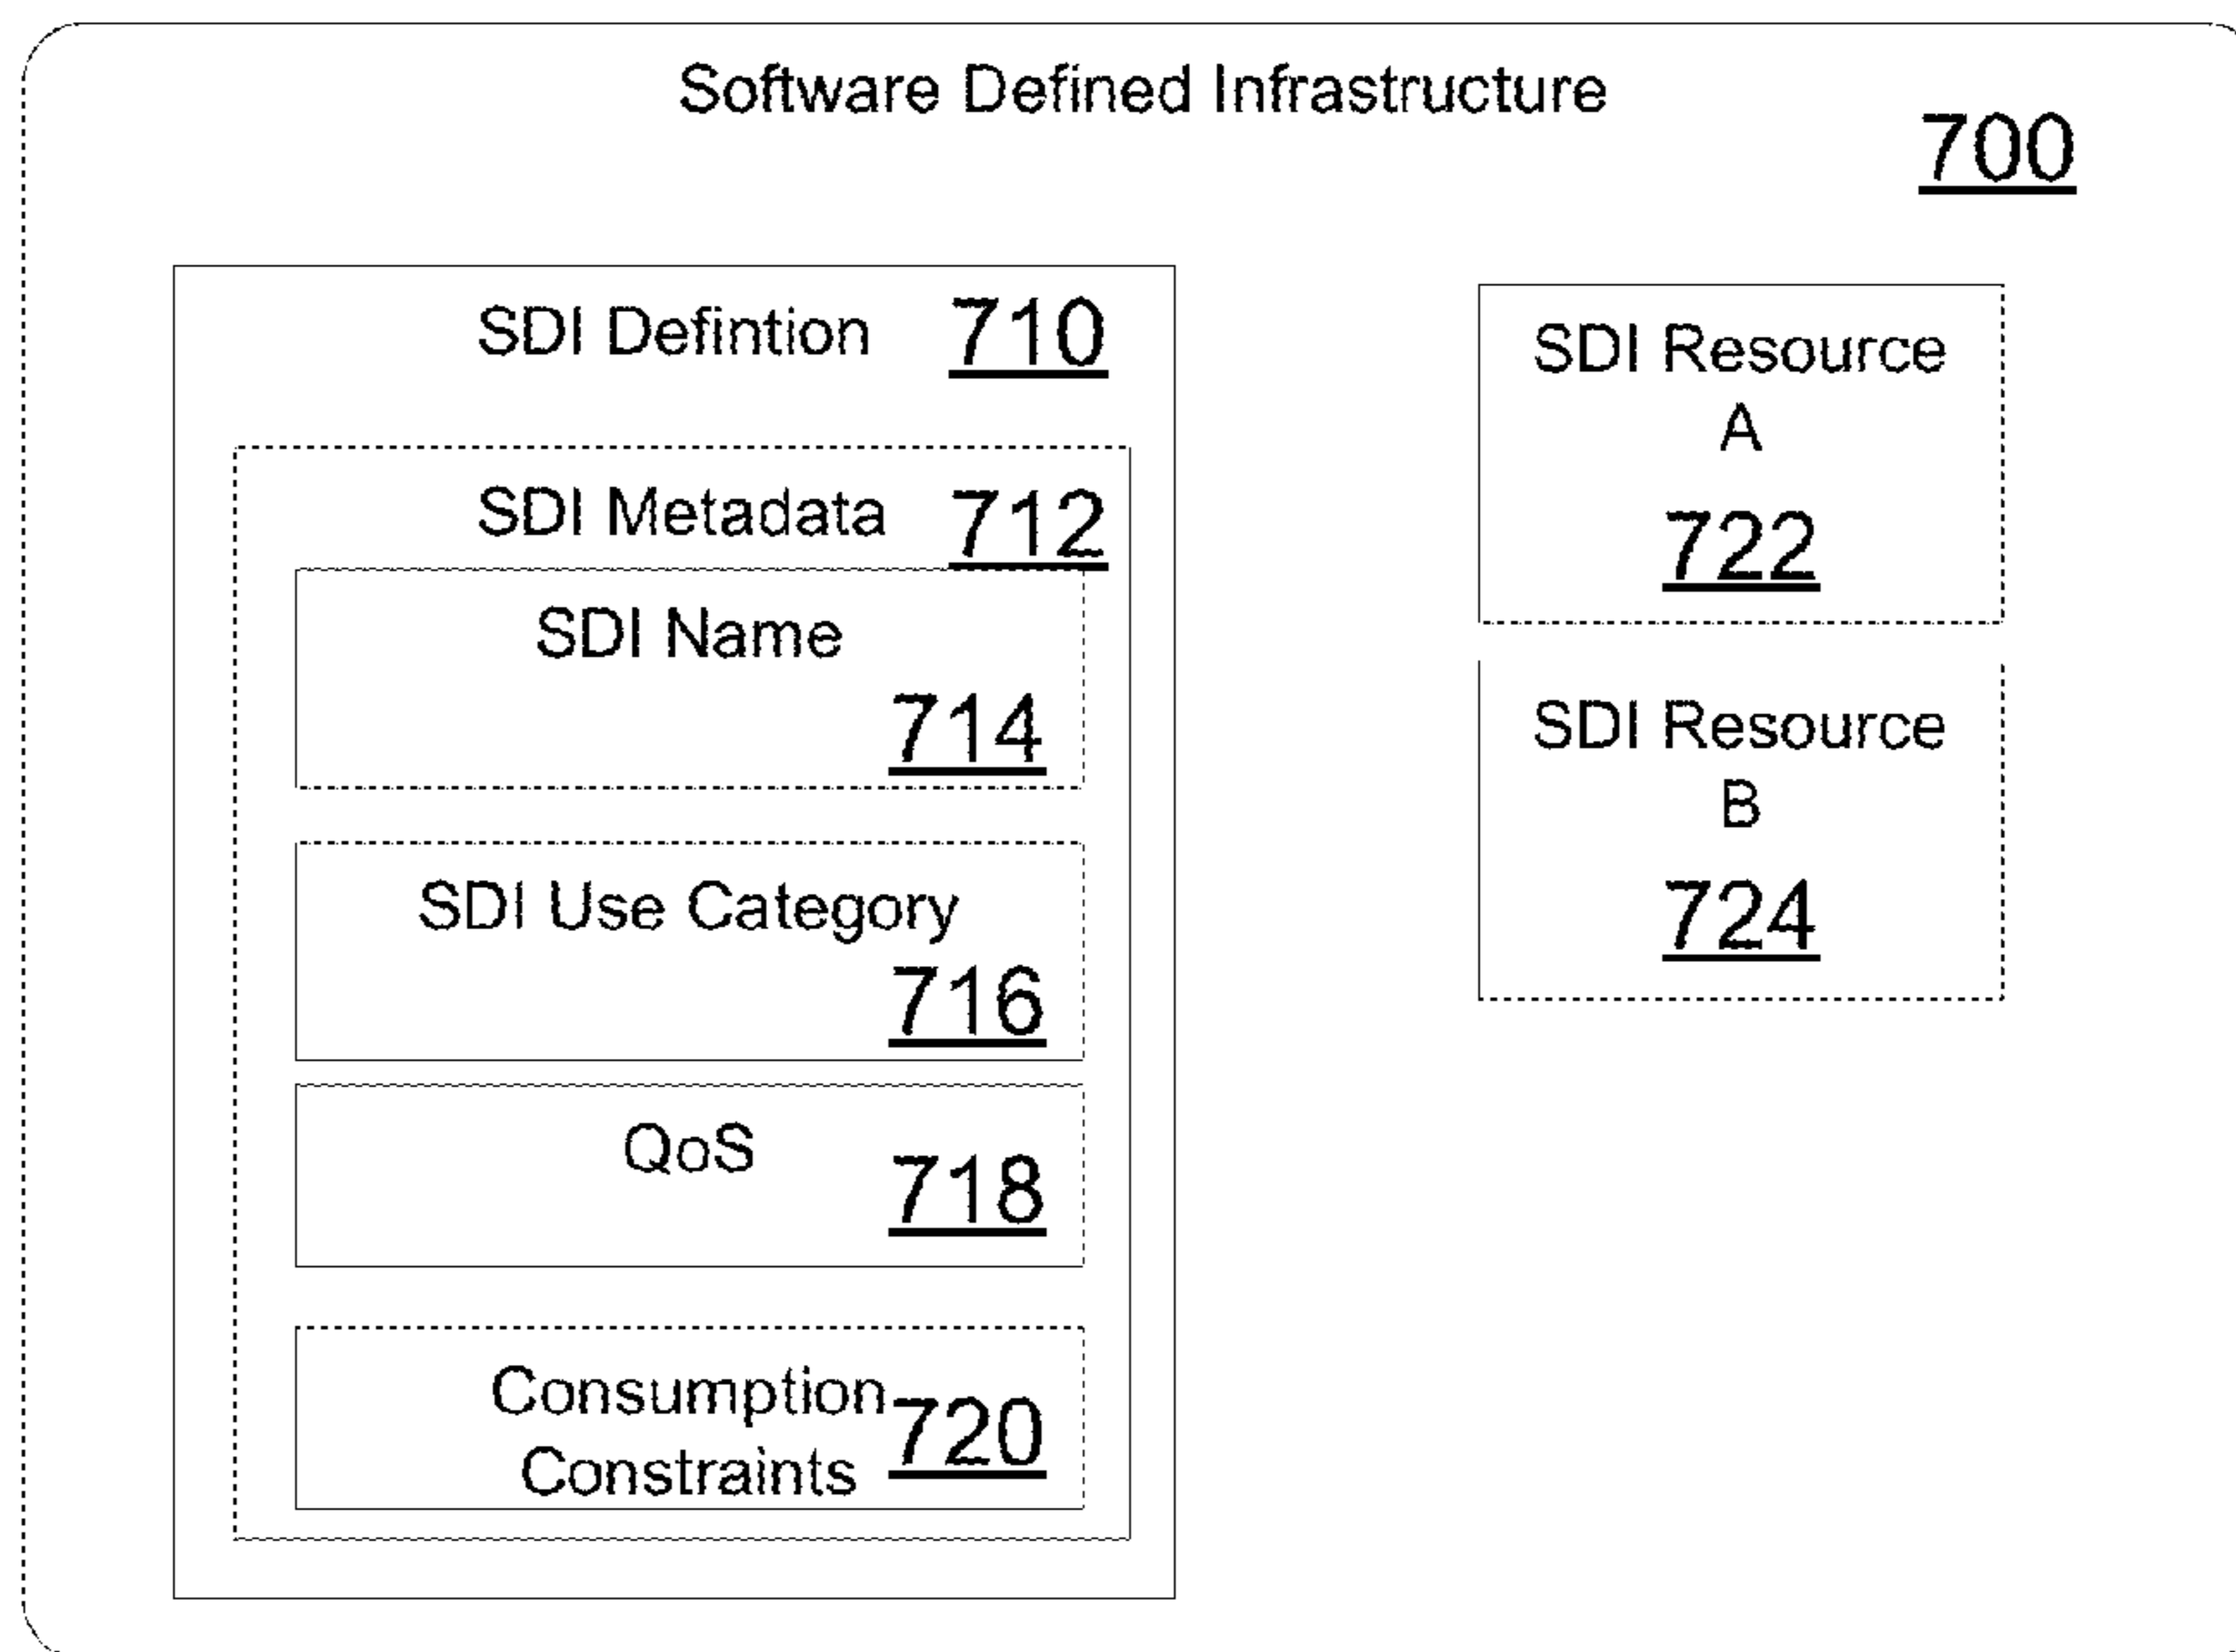 Software Defined Infrastructure
700
SDI Defintion 710
SDI Metadata 712
SDI Name
714
SDI Use Category
716
QoS
718
Consumption
Constraints 720
SDI Resource
A
722
SDI Resource
B
724